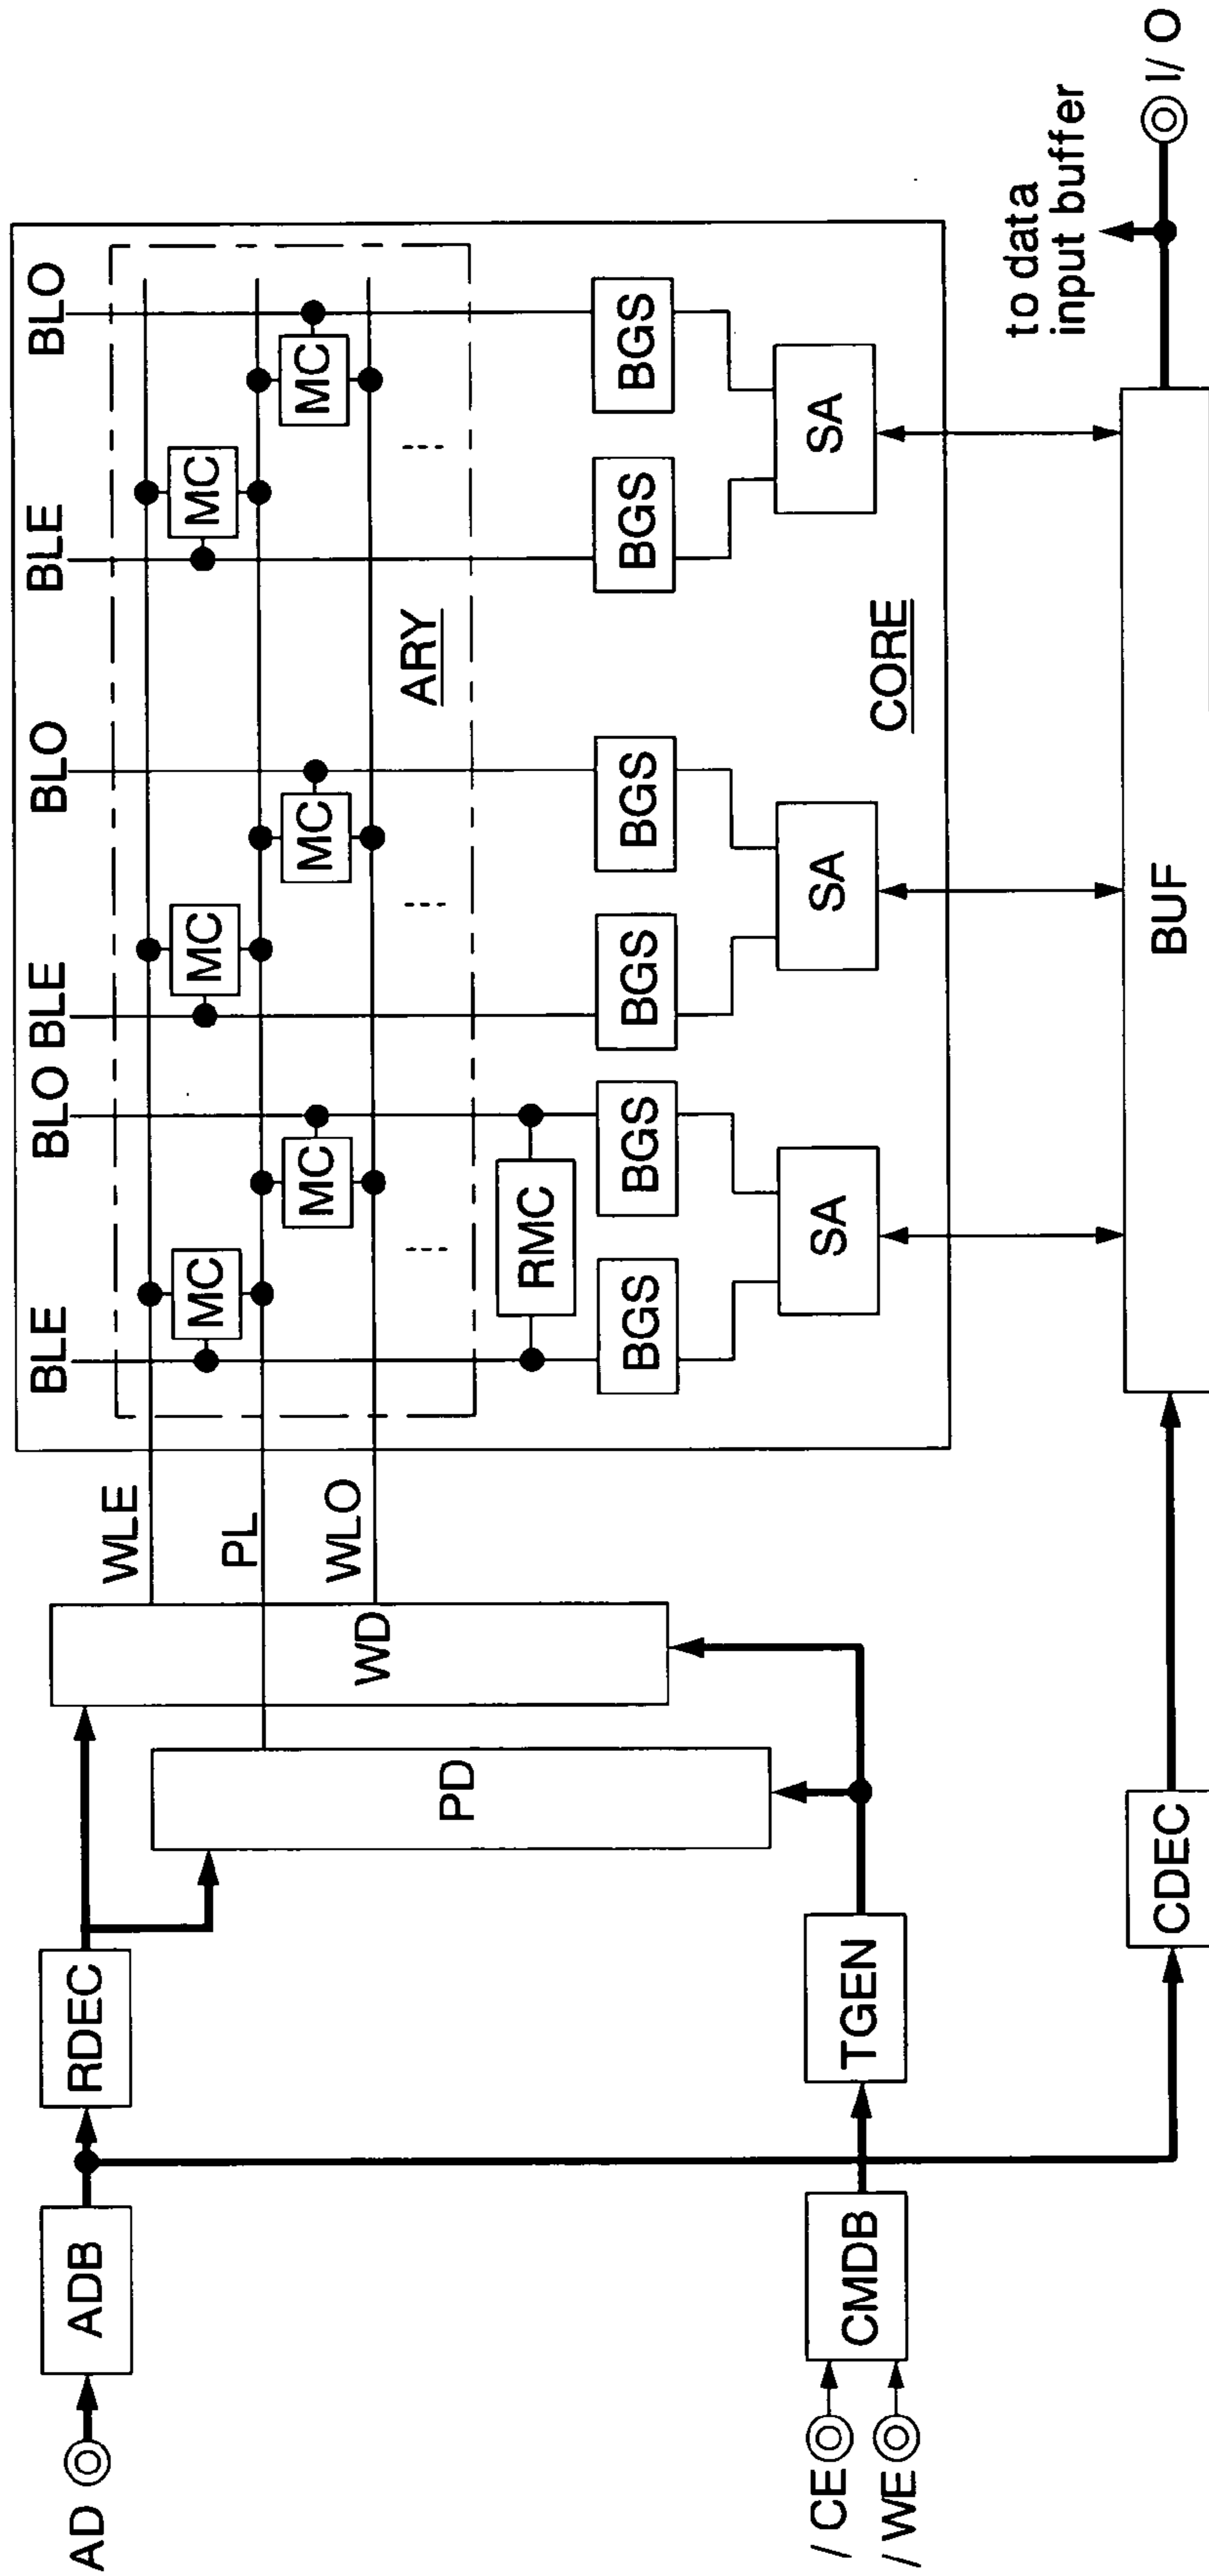 BLE
BLO
BLE
BLO
BLE
BLO
WLE
PL
WLO
MC
MC
MC
MC
MC
MC
ARY
RMC
BGS
BGS
BGS
BGS
BGS
BGS
SA
SA
SA
CORE
AD
ADB
RDEC
PD
WD
/ CE
/ WE
CMDB
TGEN
CDEC
BUF
to data
input buffer
I/ O